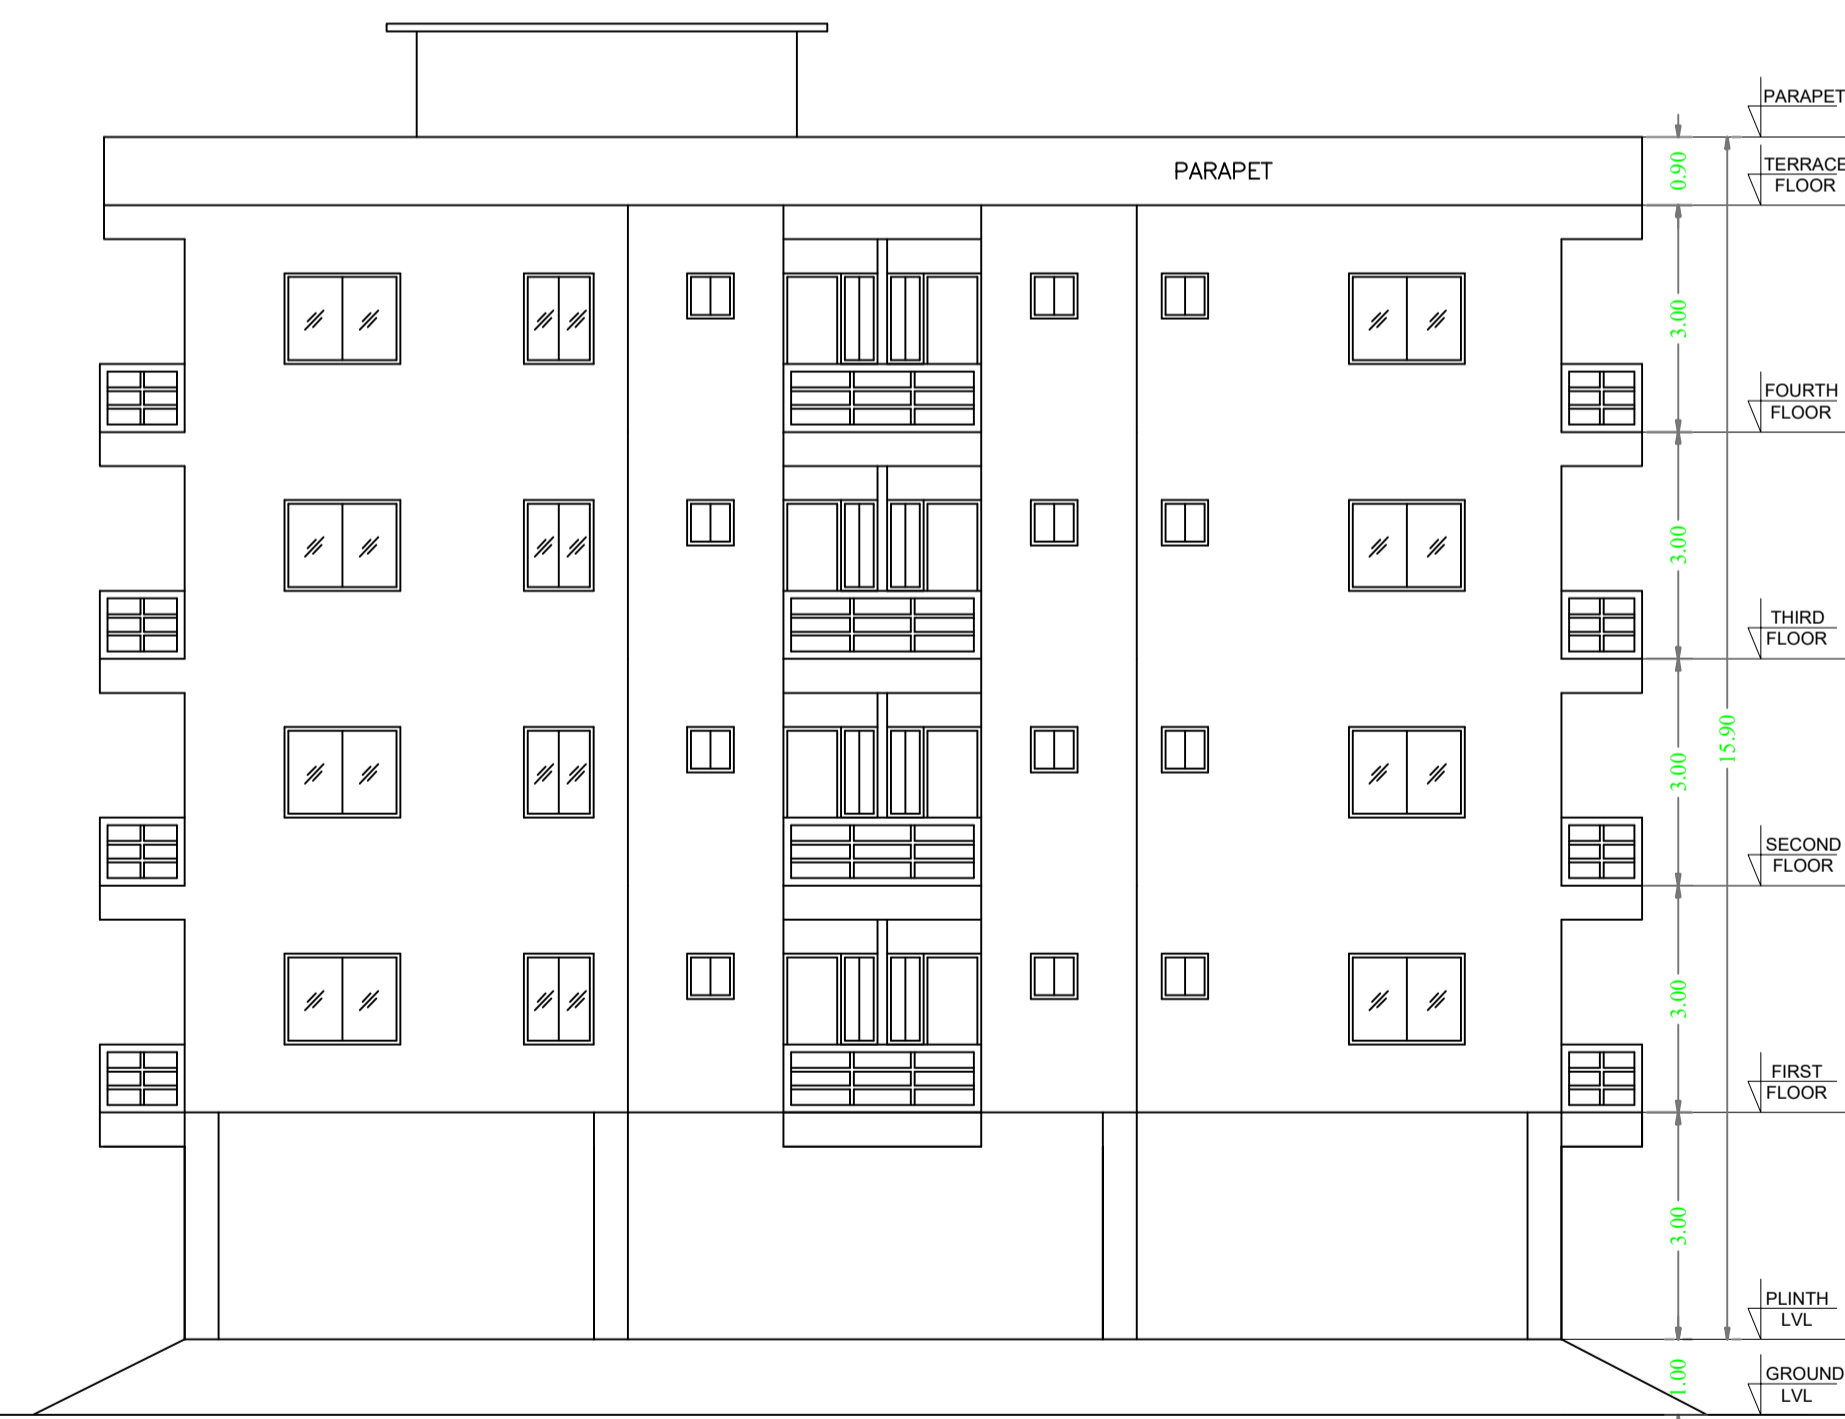 PARAPET
PARAPET
0.90
TERRACE
FLOOR
3.00
FOURTH
FLOOR
3.00
THIRD
FLOOR
3.00
15.90
SECOND
FLOOR
3.00
FIRST
FLOOR
3.00
PLINTH
LVL
1.00
GROUND
LVL